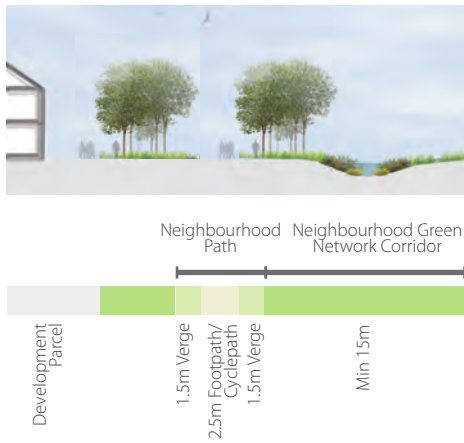 Neighbourhood
Path
Neighbourhood Green
Network Corridor
Development
Parcel
1.5m Verge
2.5m Footpath/
Cyclepath
1.5m Verge
Min 15m